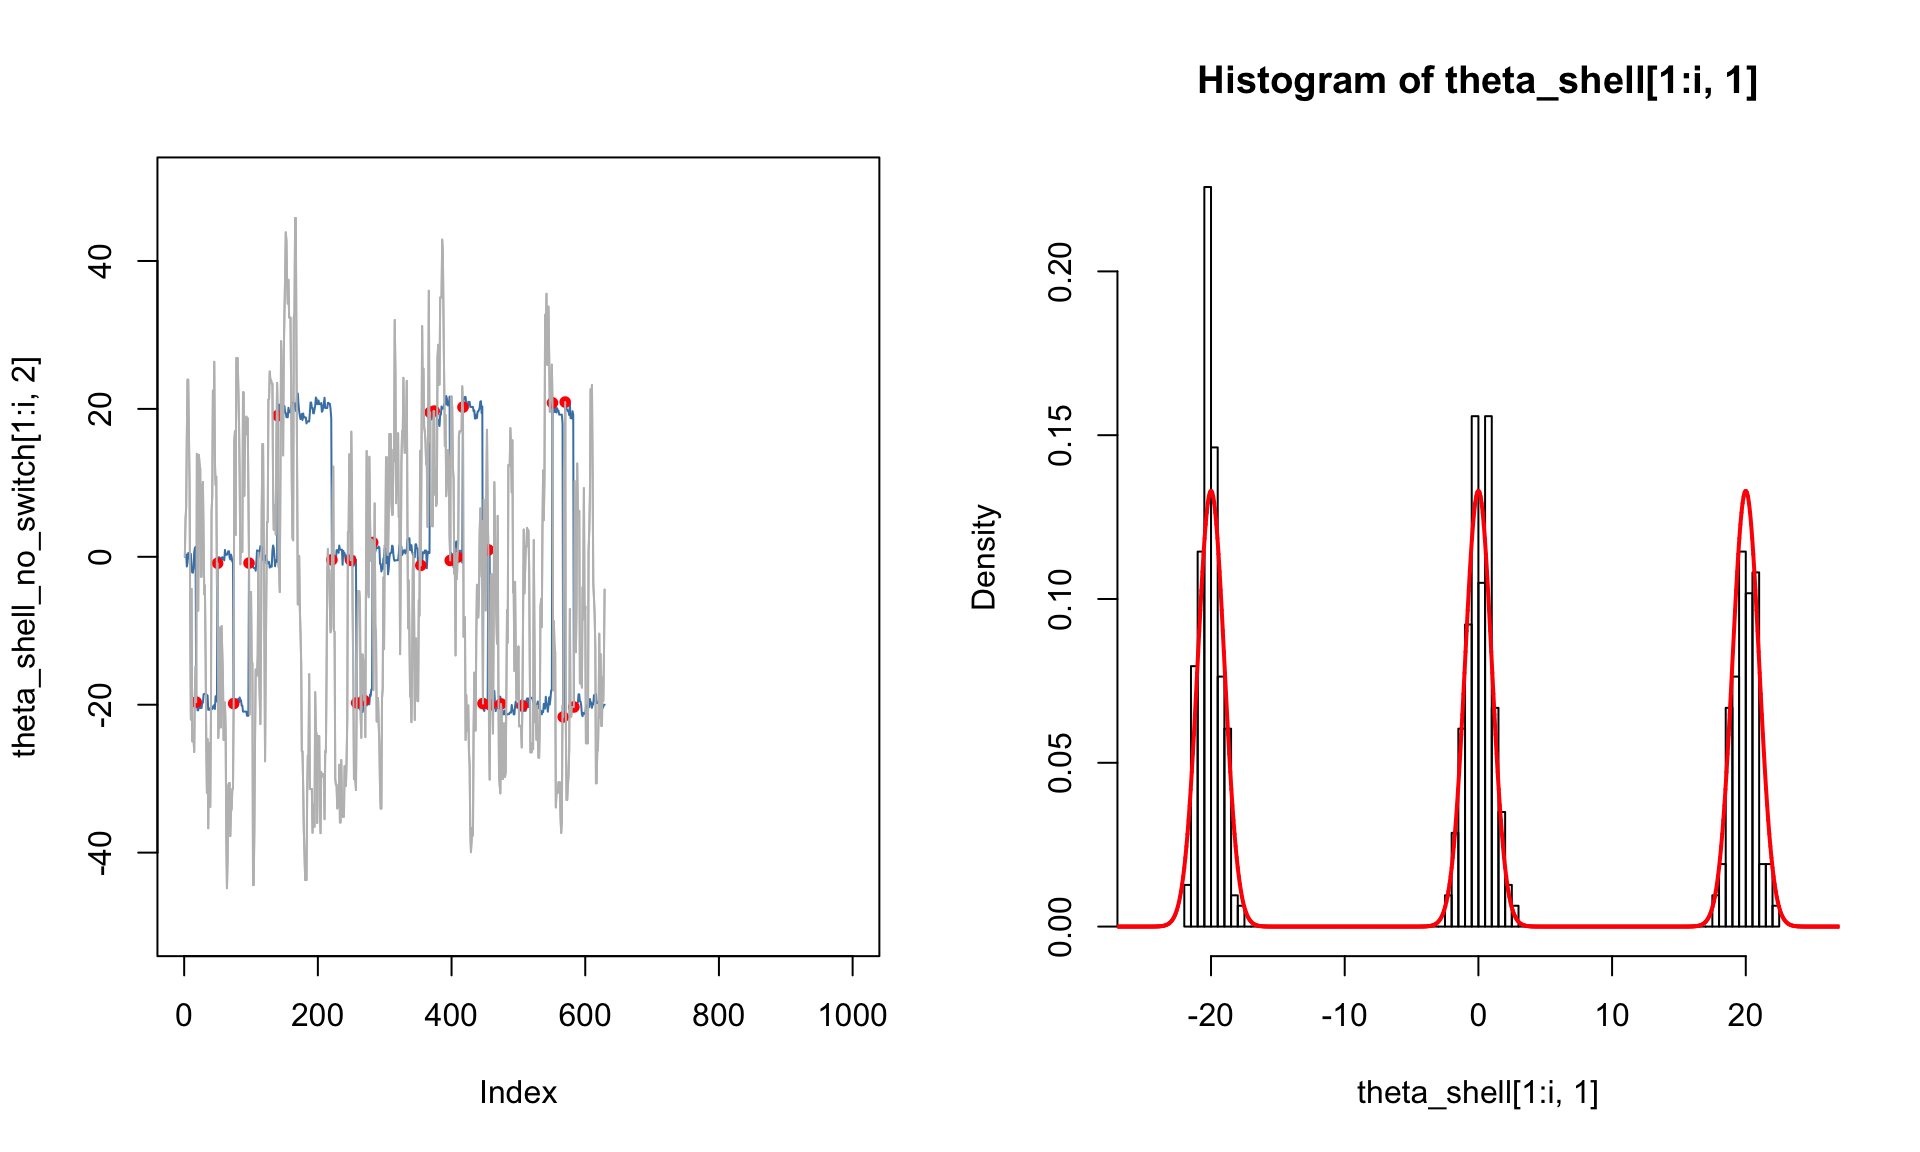 theta_shell_no_switch[1:i, 2]
40
20
0
-20
-40
0 200 400 600 800 1000
Index
Histogram of theta_shell[1:i, 1]
Density
0.20
0.15
0.10
0.05
0.00
-20 -10 0 10 20
theta_shell[1:i, 1]